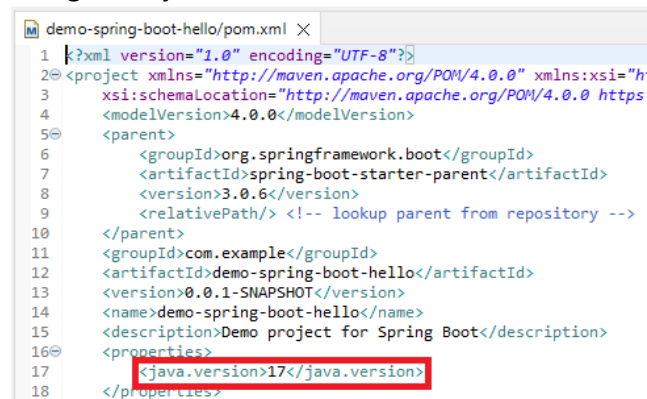 demo-spring-boot-hello/pom.xml
1 <?xml version="1.0" encoding="UTF-8"?>
2 <project xmlns="http://maven.apache.org/POM/4.0.0" xmlns:xsi="h
3 xsi:schemaLocation="http://maven.apache.org/POM/4.0.0 https
4 <modelVersion>4.0.0</modelVersion>
5 <parent>
6 <groupId>org.springframework.boot</groupId>
7 <artifactId>spring-boot-starter-parent</artifactId>
8 <version>3.0.6</version>
9 <relativePath/> <!-- lookup parent from repository -->
10 </parent>
11 <groupId>com.example</groupId>
12 <artifactId>demo-spring-boot-hello</artifactId>
13 <version>0.0.1-SNAPSHOT</version>
14 <name>demo-spring-boot-hello</name>
15 <description>Demo project for Spring Boot</description>
16 <properties>
17 <java.version>17</java.version>
18 </properties>